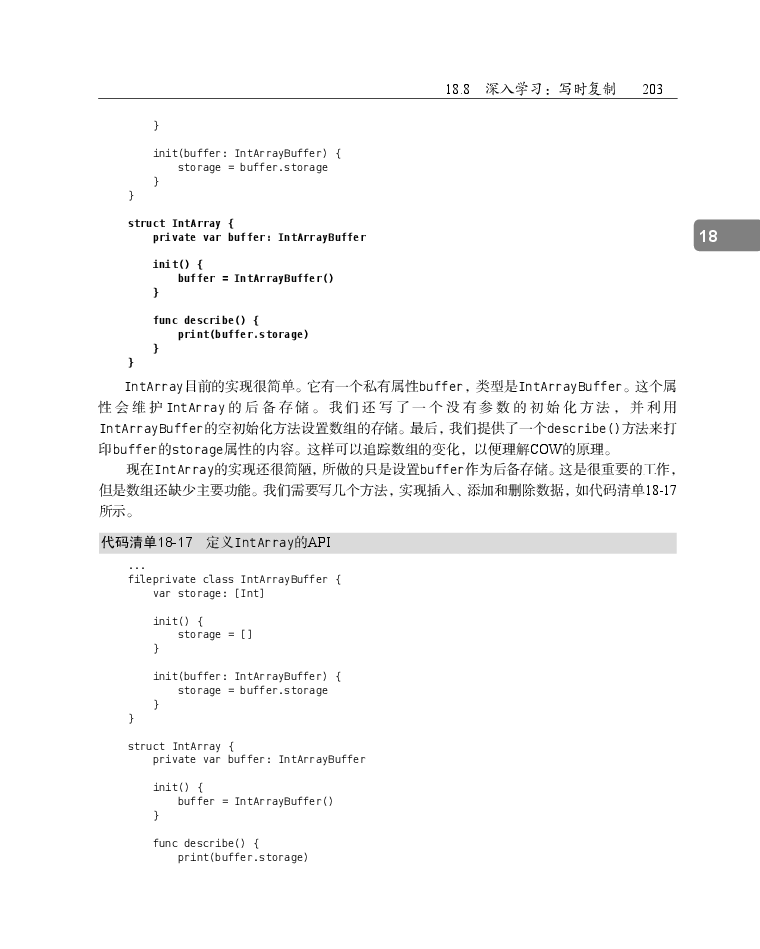 18.8 深入学习：写时复制 203
}
init(buffer: IntArrayBuffer) {
storage = buffer.storage
}
}
struct IntArray {
private var buffer: IntArrayBuffer
18
init() {
buffer = IntArrayBuffer()
}
func describe() {
print(buffer.storage)
}
}
IntArray目前的实现很简单。它有一个私有属性buffer，类型是IntArrayBuffer。这个属
性会维护IntArray的后备存储。我们还写了一个没有参数的初始化方法，并利用
IntArrayBuffer的空初始化方法设置数组的存储。最后，我们提供了一个describe()方法来打
印buffer的storage属性的内容。这样可以追踪数组的变化，以便理解COW的原理。
现在IntArray的实现还很简陋，所做的只是设置buffer作为后备存储。这是很重要的工作，
但是数组还缺少主要功能。我们需要写几个方法，实现插入、添加和删除数据，如代码清单18-17
所示。
代码清单18-17 定义IntArray的API
...
fileprivate class IntArrayBuffer {
var storage: [Int]
init() {
storage = []
}
init(buffer: IntArrayBuffer) {
storage = buffer.storage
}
}
struct IntArray {
private var buffer: IntArrayBuffer
init() {
buffer = IntArrayBuffer()
}
func describe() {
print(buffer.storage)